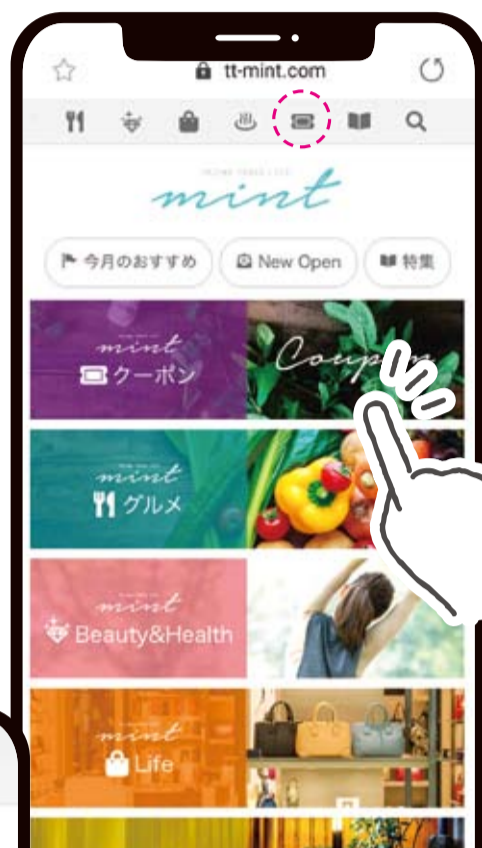 tt-mint.com
mint
今月のおすすめ
New Open
特集
mint
クーポン
Coupon
mint
グルメ
mint
Beauty&Health
mint
Life